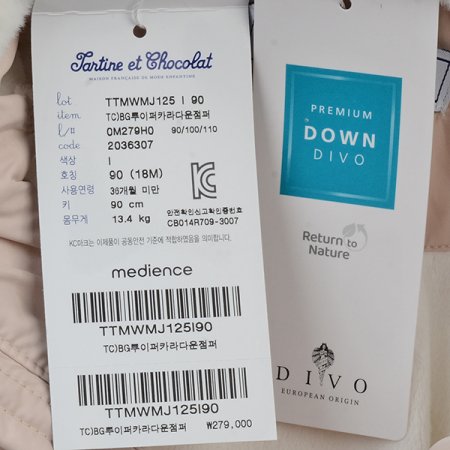 Tartine et Chocolat
MAISON FRANÇAISE DE MODE ENFANTINE
lot TTMWMJ125 I 90
item TC)BG루이퍼카라다운점퍼
l/# 0M279H0 90/100/110
code 2036307
색상 I
호칭 90 (18M)
사용연령 36개월 미만
키 90 cm
몸무게 13.4 kg
안전확인신고확인증번호
CB014R709-3007
KC마크는 이제품이 공동안전 기준에 적합하였음을 의미합니다.
medience
TTMWMJ125I90
TC)BG루이퍼카라다운점퍼
TTMWMJ125I90
TC)BG루이퍼카라다운점퍼
₩279,000
PREMIUM
DOWN
DIVO
Return to
Nature
DIVO
EUROPEAN ORIGIN